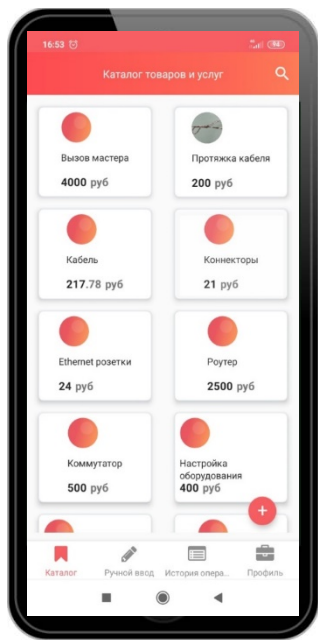 16:53
94
Каталог товаров и услуг
Вызов мастера
4000 руб
Протяжка кабеля
200 руб
Кабель
217.78 руб
Коннекторы
21 руб
Ethernet розетки
24 руб
Роутер
2500 руб
Коммутатор
500 руб
Настройка
оборудования
400 руб
+
Каталог
Ручной ввод
История опера...
Профиль